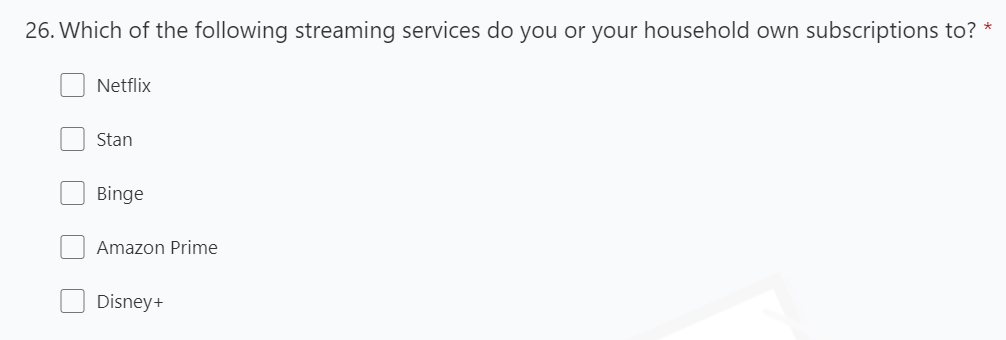 26. Which of the following streaming services do you or your household own subscriptions to? *
Netflix
Stan
Binge
Amazon Prime
Disney+